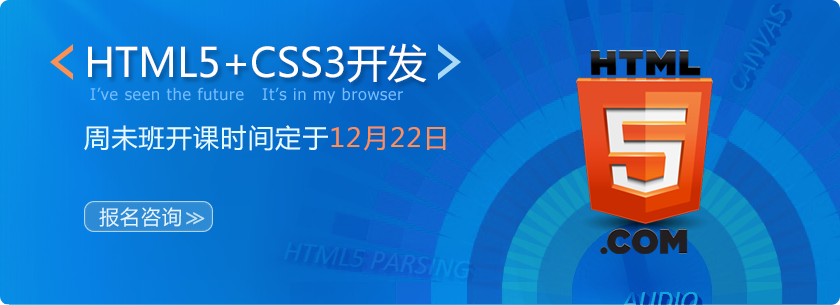 < HTML5+CSS3开发 >
I've seen the future It's in my browser
周未班开课时间定于12月22日
报名咨询 >>
HTML
5
.COM
CANVAS
HTML5 PARSING
AUDIO